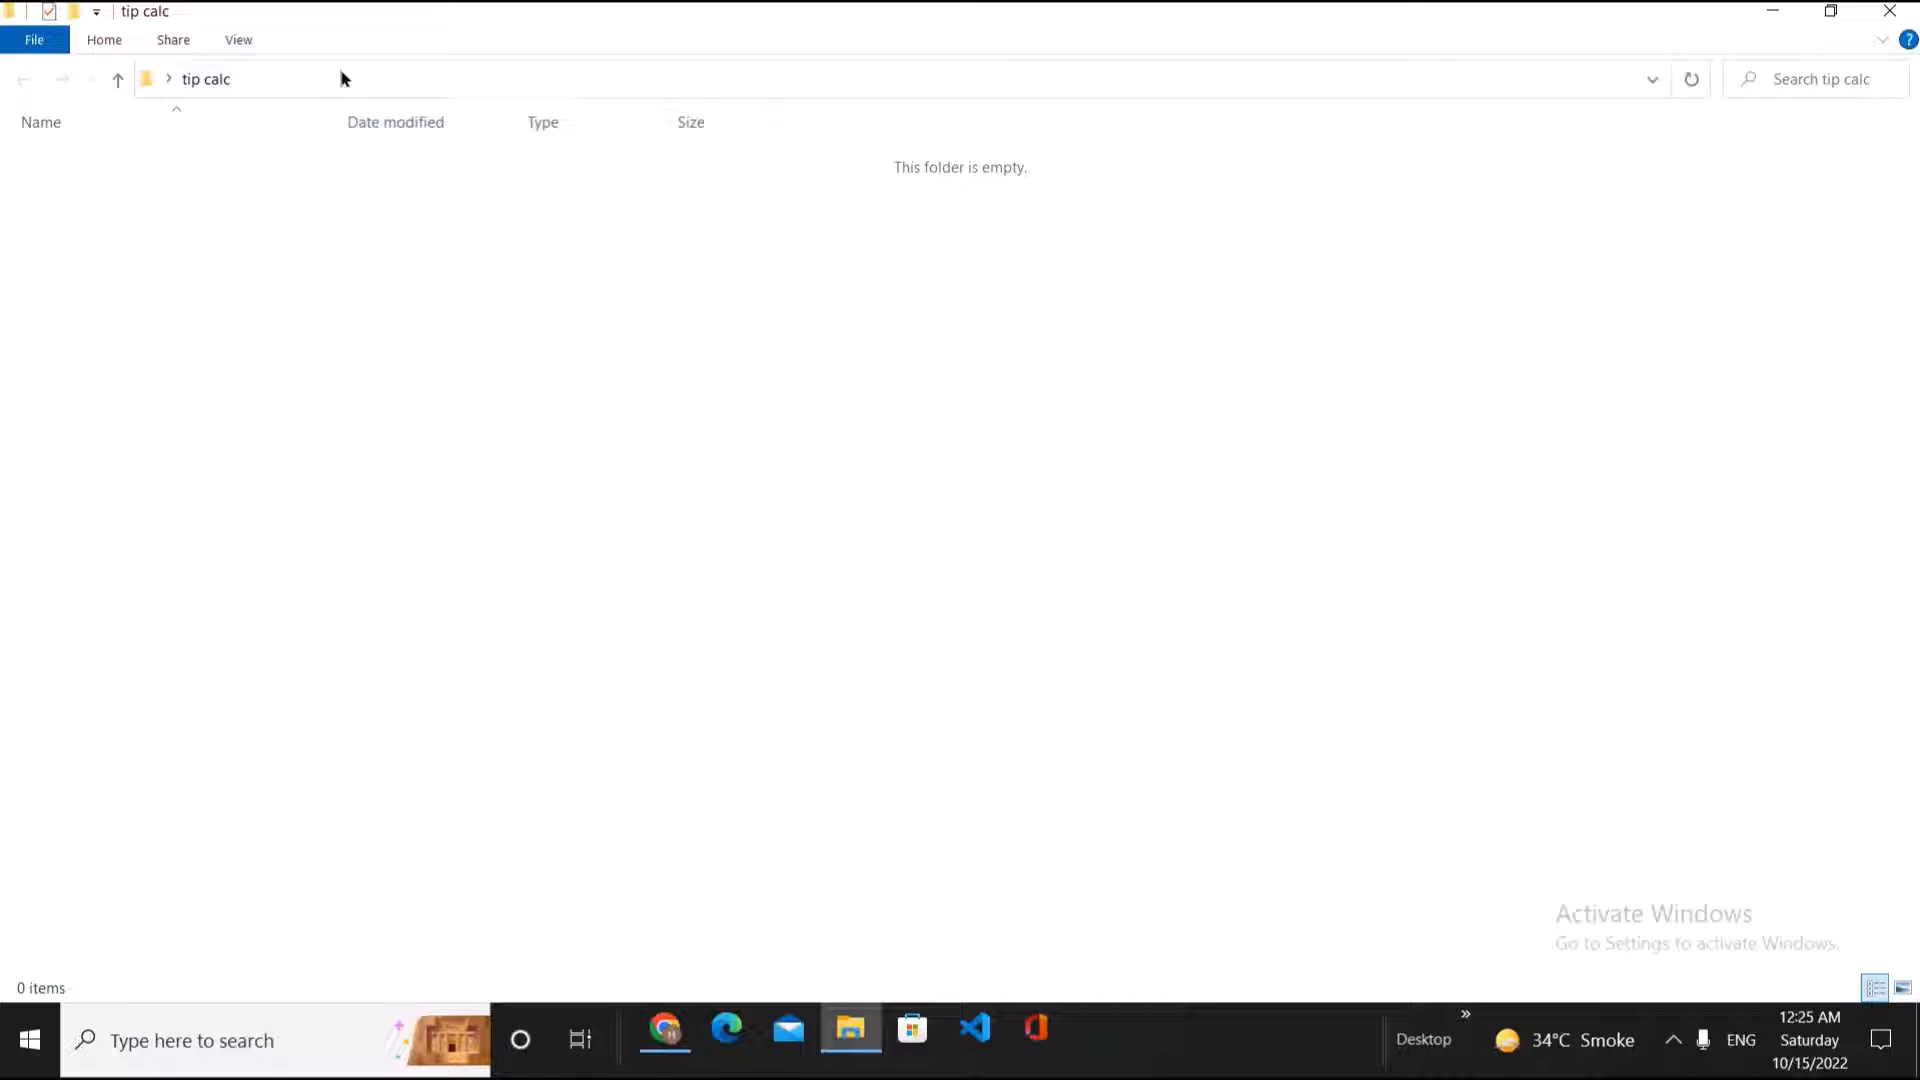 tip calc
File Home Share View
tip calc
Search tip calc
Name Date modified Type Size
This folder is empty.
Activate Windows
Go to Settings to activate Windows.
0 items
Type here to search
Desktop
34°C Smoke
ENG
12:25 AM
Saturday
10/15/2022